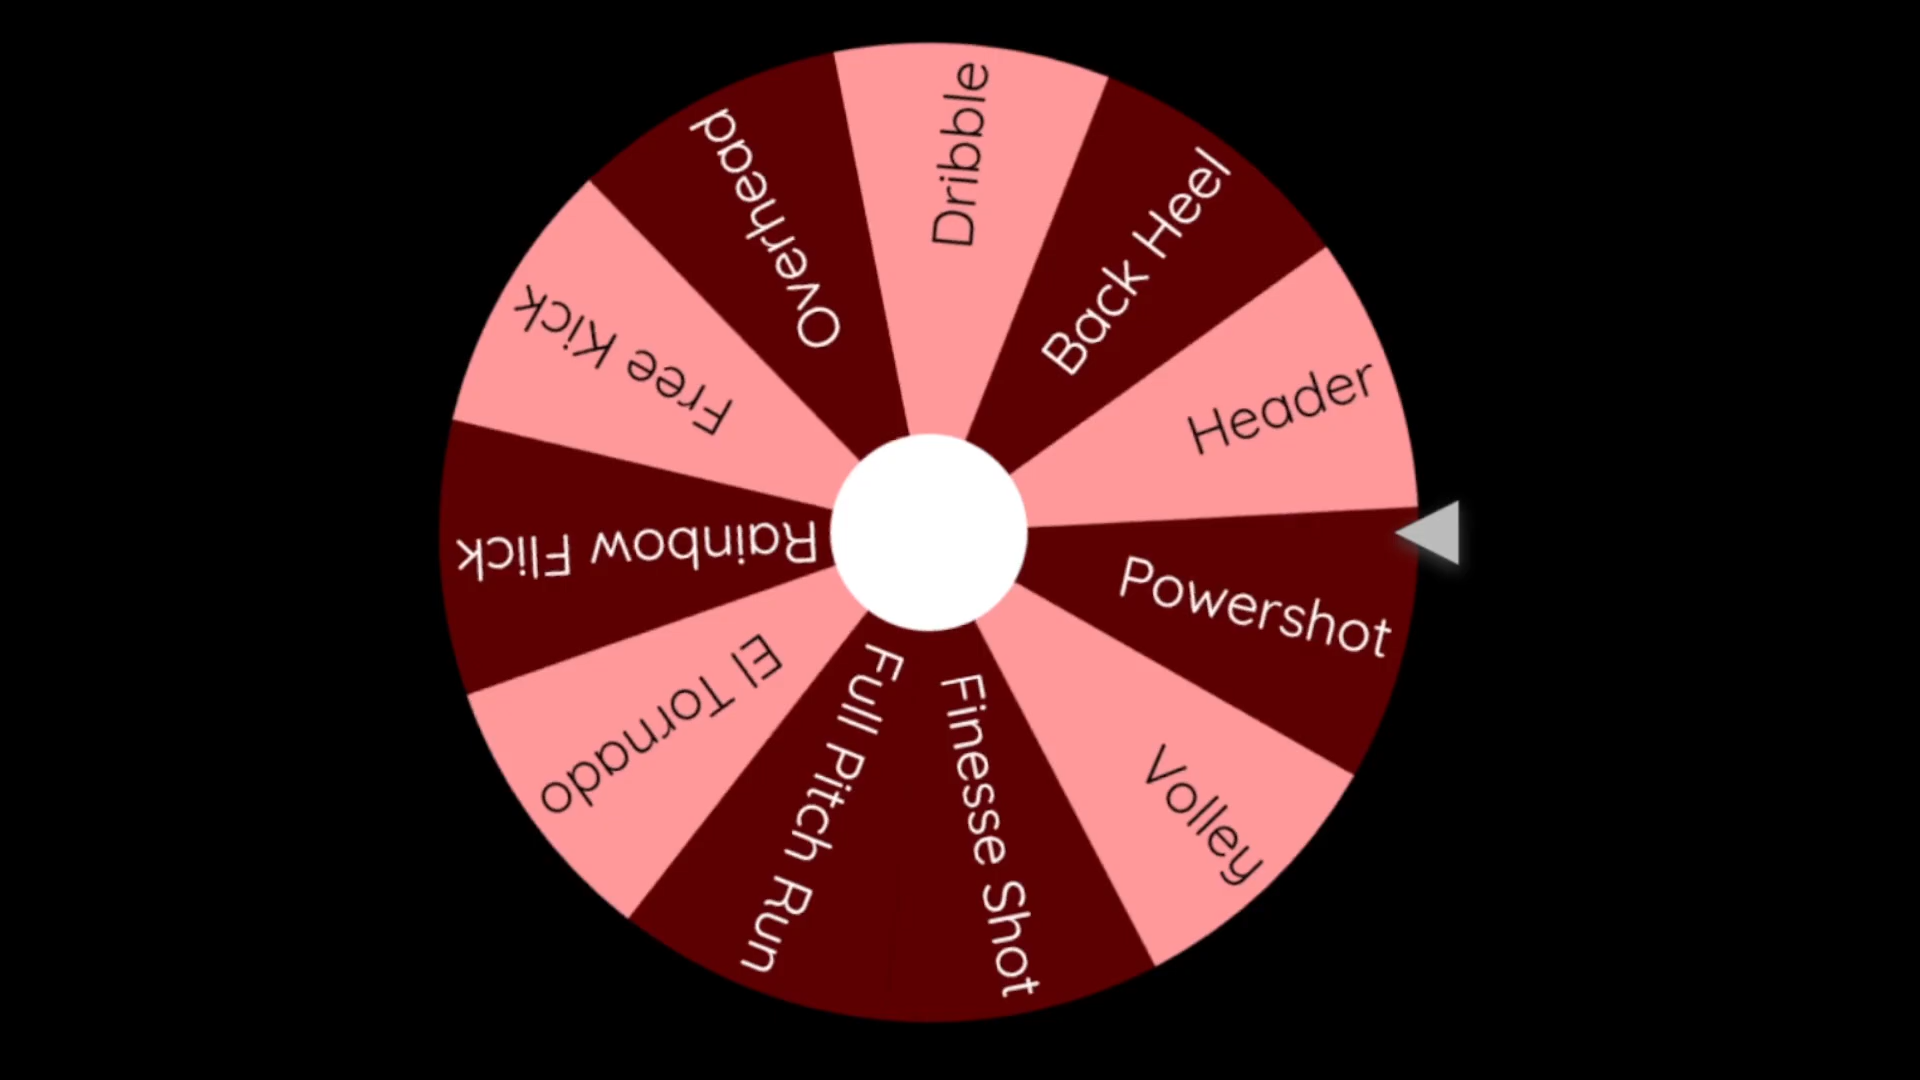 Dribble
Back Heel
Header
Powershot
Volley
Finesse Shot
Full Pitch Run
El Tornado
Rainbow Flick
Free Kick
Overhead